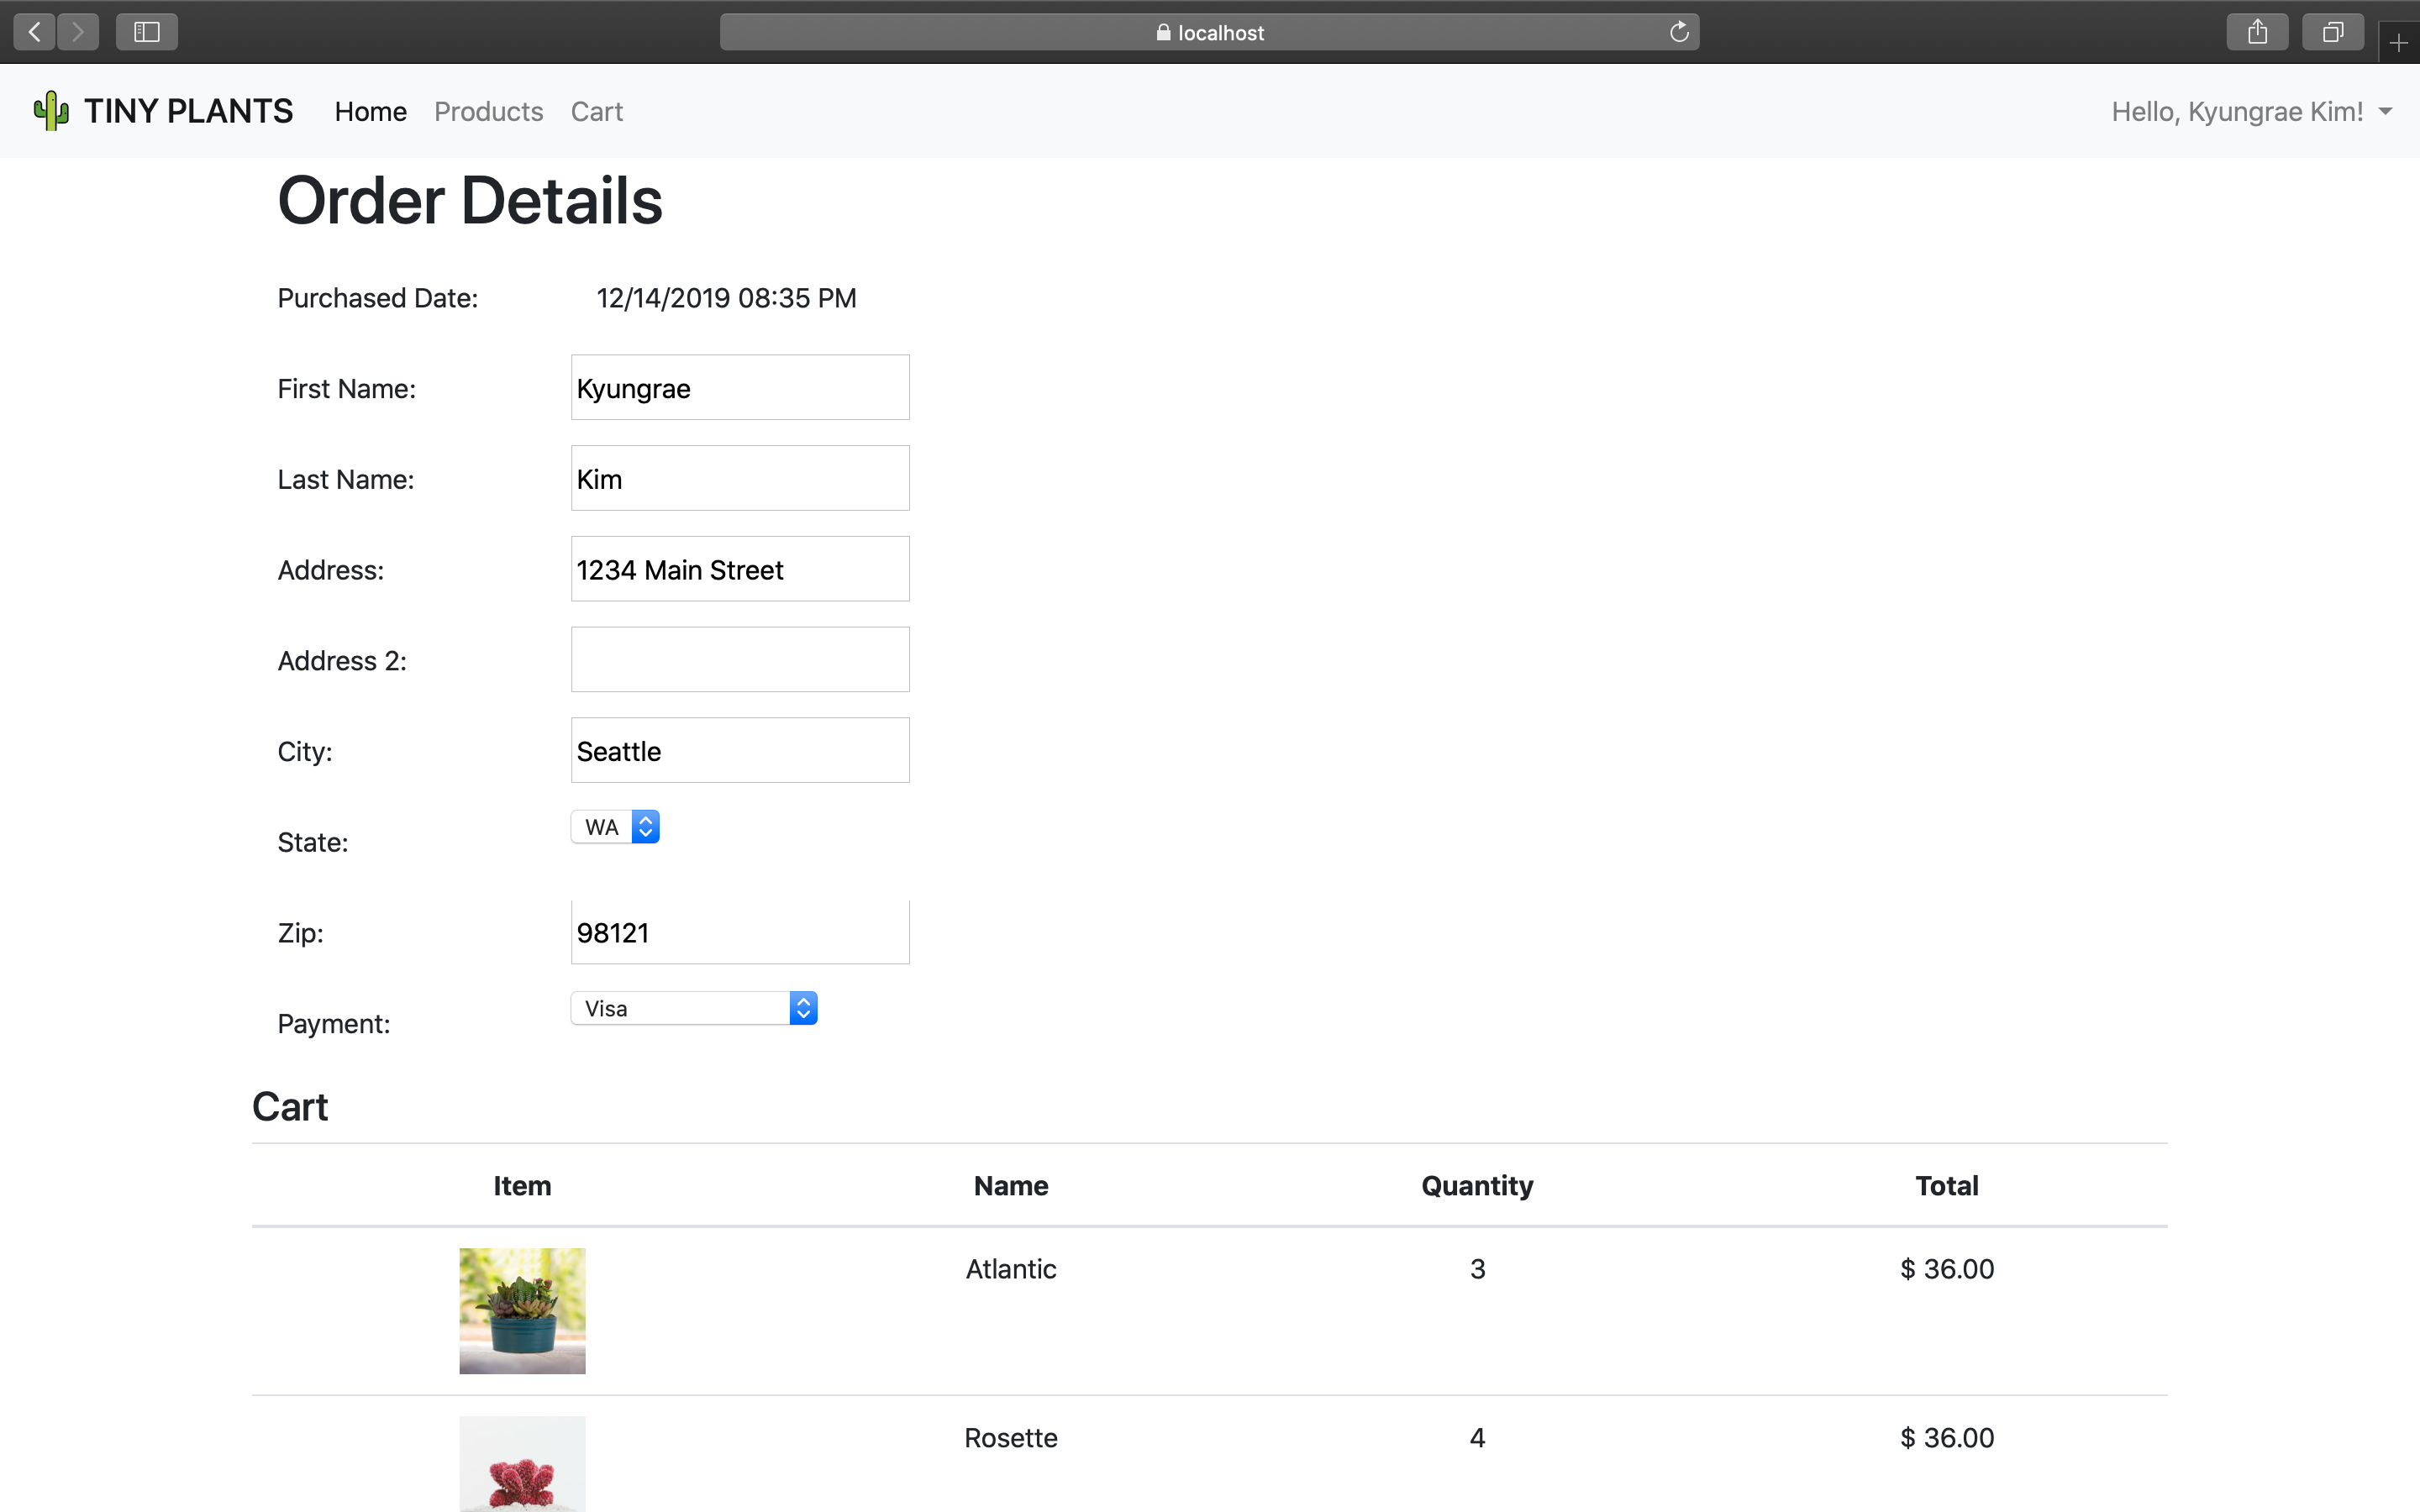 localhost
TINY PLANTS Home Products Cart Hello, Kyungrae Kim!
Order Details
Purchased Date: 12/14/2019 08:35 PM
First Name: Kyungrae
Last Name: Kim
Address: 1234 Main Street
Address 2:
City: Seattle
State: WA
Zip: 98121
Payment: Visa
Cart
Item Name Quantity Total
Atlantic 3 $ 36.00
Rosette 4 $ 36.00